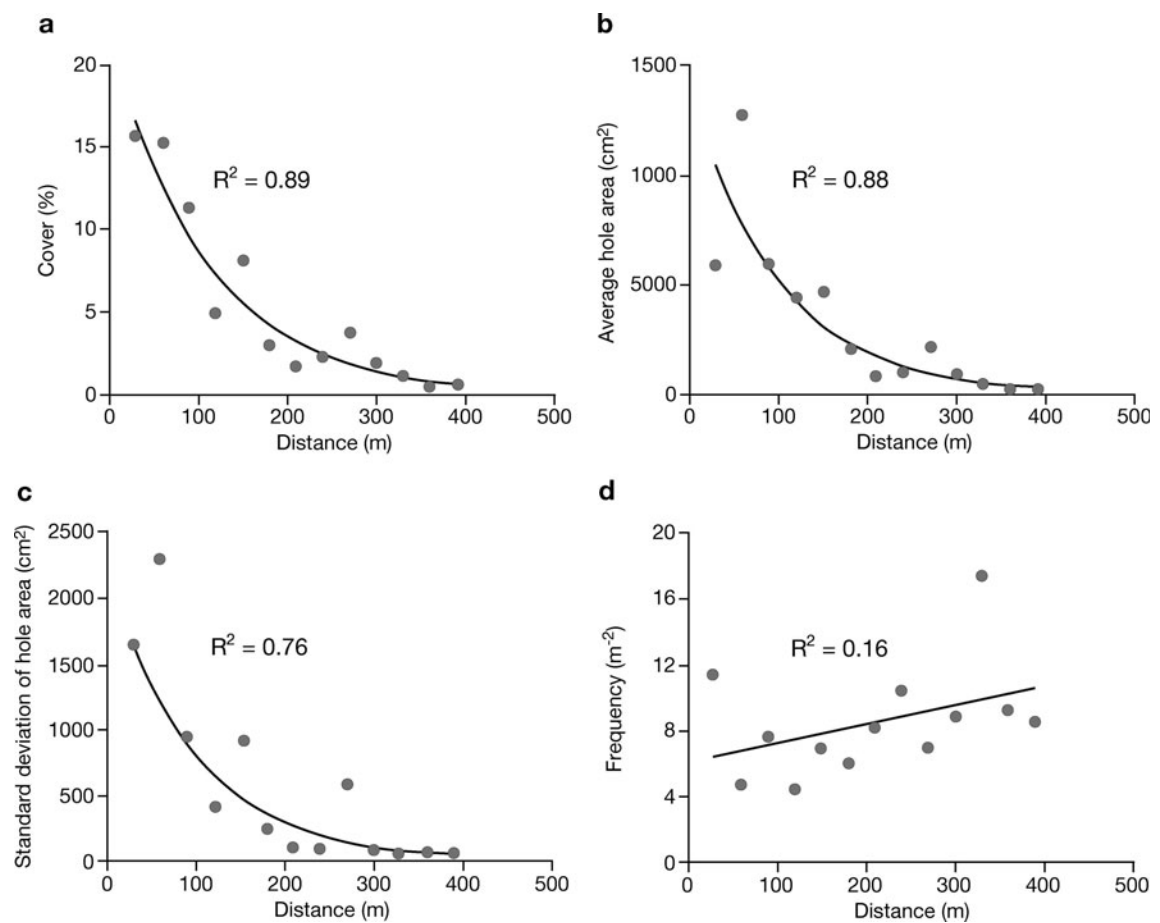 a
20
15
10
5
0
Cover (%)
R² = 0.89
0 100 200 300 400 500
Distance (m)
b
1500
1000
5000
0
Average hole area (cm²)
R² = 0.88
0 100 200 300 400 500
Distance (m)
c
2500
2000
1500
1000
500
0
Standard deviation of hole area (cm²)
R² = 0.76
0 100 200 300 400 500
Distance (m)
d
20
16
12
8
4
0
Frequency (m⁻²)
R² = 0.16
0 100 200 300 400 500
Distance (m)